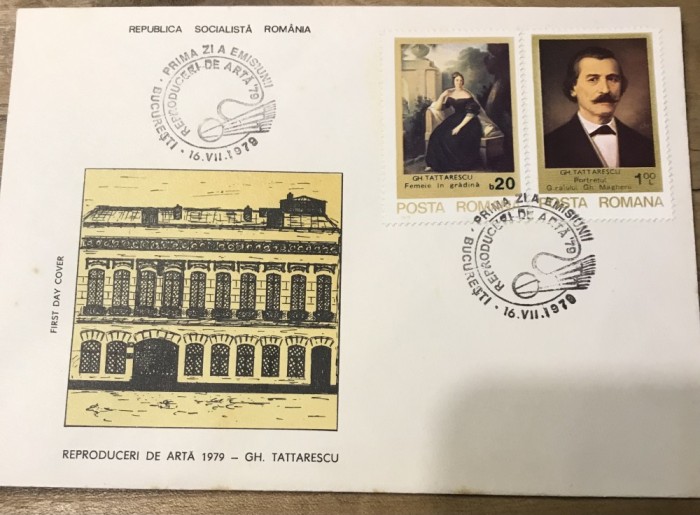 REPUBLICA SOCIALISTĂ ROMÂNIA
· PRIMA ZI A EMISIUNII
REPRODUCERI DE ARTĂ '79
BUCUREŞTI · 16.VII.1979
GH. TATTARESCU
Femeie în grădină
b20
POSTA ROMANA
GH. TATTARESCU
Portretul
G-ralului Gh. Magheru
1 00 L
POSTA ROMANA
· PRIMA ZI A EMISIUNII
REPRODUCERI DE ARTĂ '79
BUCUREŞTI · 16.VII.1979
FIRST DAY COVER
REPRODUCERI DE ARTĂ 1979 – GH. TATTARESCU